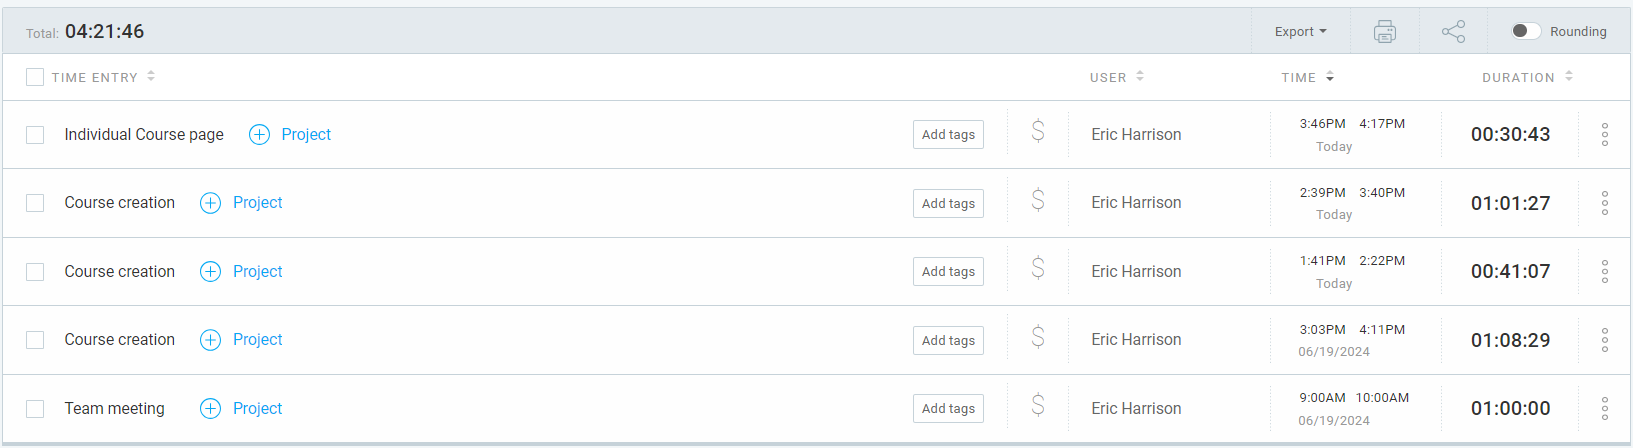 Total: 04:21:46 Export Rounding
TIME ENTRY USER TIME DURATION
Individual Course page Project Add tags $ Eric Harrison 3:46PM 4:17PM 00:30:43
Today
Course creation Project Add tags $ Eric Harrison 2:39PM 3:40PM 01:01:27
Today
Course creation Project Add tags $ Eric Harrison 1:41PM 2:22PM 00:41:07
Today
Course creation Project Add tags $ Eric Harrison 3:03PM 4:11PM 01:08:29
06/19/2024
Team meeting Project Add tags $ Eric Harrison 9:00AM 10:00AM 01:00:00
06/19/2024